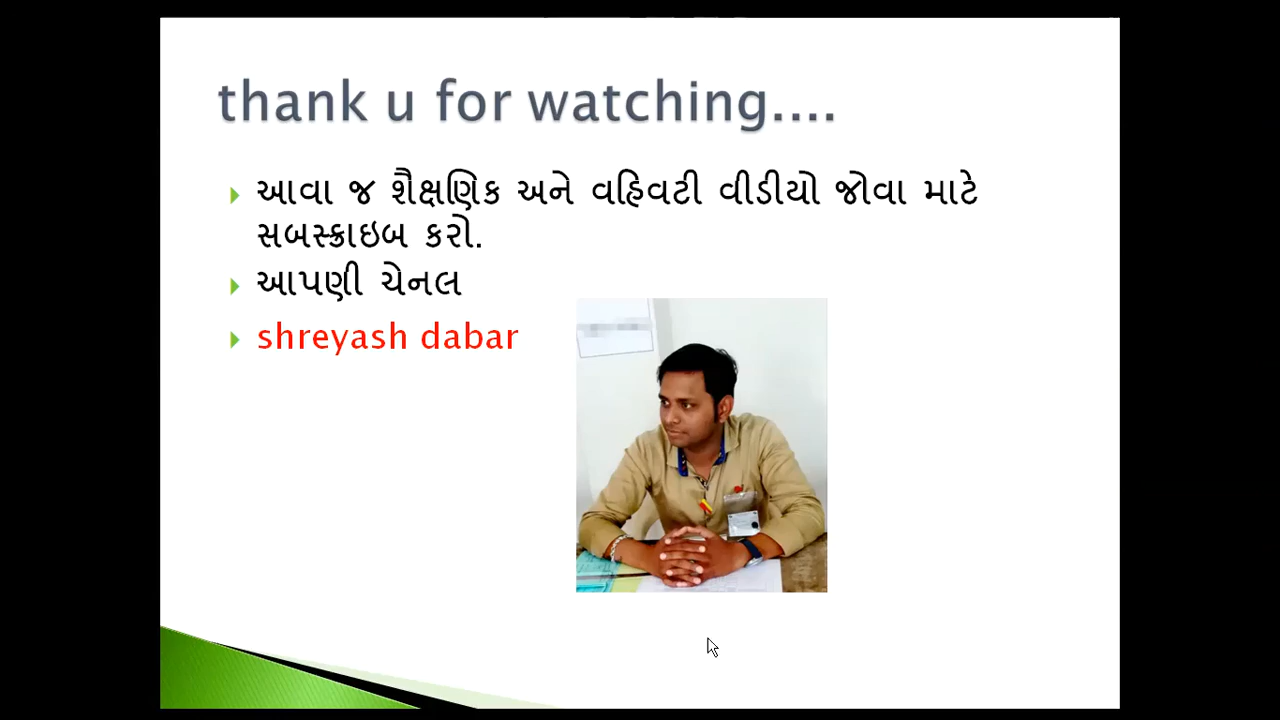 thank u for watching....
આવા જ શૈક્ષણિક અને વહિવટી વીડીયો જોવા માટે
સબસ્ક્રાઇબ કરો.
આપણી ચેનલ
shreyash dabar